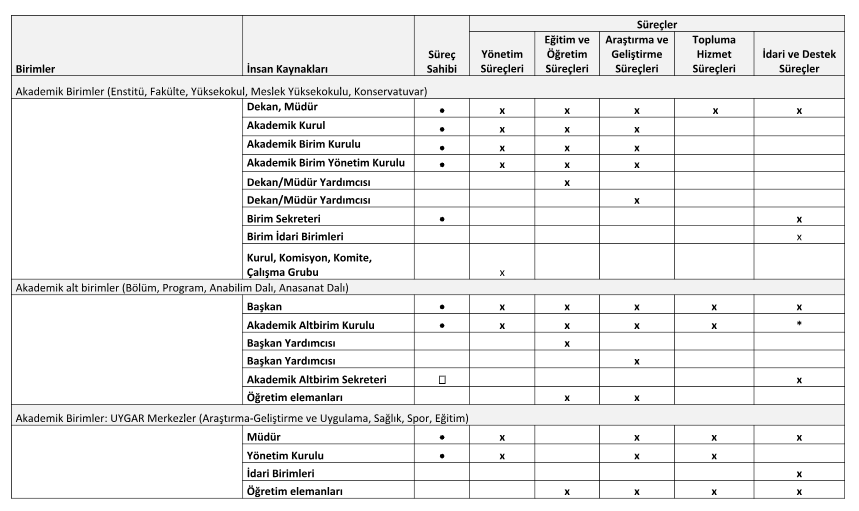 Süreçler
Birimler İnsan Kaynakları Süreç Sahibi Yönetim Süreçleri Eğitim ve Öğretim Süreçleri Araştırma ve Geliştirme Süreçleri Topluma Hizmet Süreçleri İdari ve Destek Süreçler
Akademik Birimler (Enstitü, Fakülte, Yüksekokul, Meslek Yüksekokulu, Konservatuvar)
Dekan, Müdür • x x x x x
Akademik Kurul • x x x
Akademik Birim Kurulu • x x x
Akademik Birim Yönetim Kurulu • x x x
Dekan/Müdür Yardımcısı x
Dekan/Müdür Yardımcısı x
Birim Sekreteri • x
Birim İdari Birimleri x
Kurul, Komisyon, Komite,
Çalışma Grubu x
Akademik alt birimler (Bölüm, Program, Anabilim Dalı, Anasanat Dalı)
Başkan • x x x x x
Akademik Altbirim Kurulu • x x x x *
Başkan Yardımcısı x
Başkan Yardımcısı x
Akademik Altbirim Sekreteri □ x
Öğretim elemanları x x
Akademik Birimler: UYGAR Merkezler (Araştırma-Geliştirme ve Uygulama, Sağlık, Spor, Eğitim)
Müdür • x x x x
Yönetim Kurulu • x x x
İdari Birimleri x
Öğretim elemanları x x x x